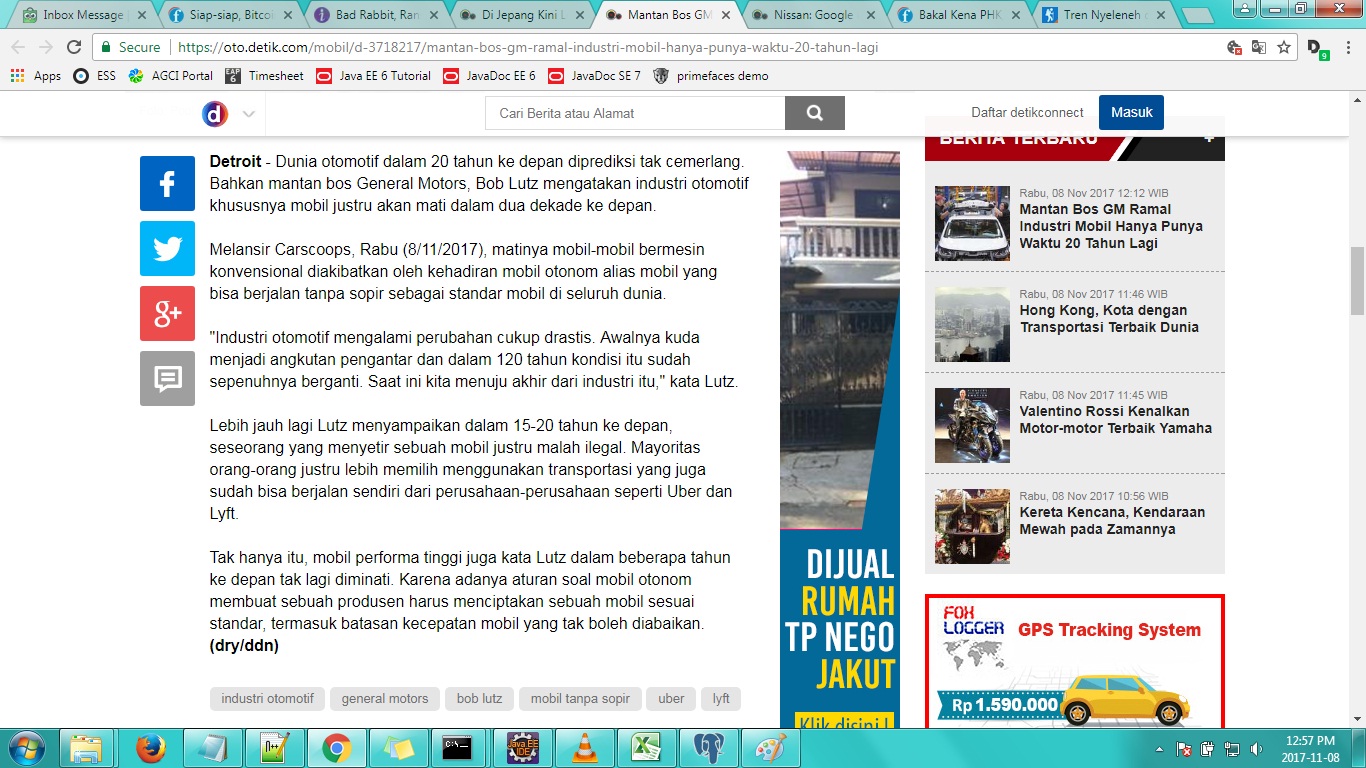 Inbox Message
Siap-siap, Bitcoi
Bad Rabbit, Ran
Di Jepang Kini L
Mantan Bos GM
Nissan: Google
Bakal Kena PHK
Tren Nyeleneh d
Secure
https://oto.detik.com/mobil/d-3718217/mantan-bos-gm-ramal-industri-mobil-hanya-punya-waktu-20-tahun-lagi
D
9
Apps
ESS
AGCI Portal
EAP 6
Timesheet
Java EE 6 Tutorial
JavaDoc EE 6
JavaDoc SE 7
primefaces demo
d
Cari Berita atau Alamat
Daftar detikconnect
Masuk
f
g+
Detroit - Dunia otomotif dalam 20 tahun ke depan diprediksi tak cemerlang.
Bahkan mantan bos General Motors, Bob Lutz mengatakan industri otomotif
khususnya mobil justru akan mati dalam dua dekade ke depan.
Melansir Carscoops, Rabu (8/11/2017), matinya mobil-mobil bermesin
konvensional diakibatkan oleh kehadiran mobil otonom alias mobil yang
bisa berjalan tanpa sopir sebagai standar mobil di seluruh dunia.
"Industri otomotif mengalami perubahan cukup drastis. Awalnya kuda
menjadi angkutan pengantar dan dalam 120 tahun kondisi itu sudah
sepenuhnya berganti. Saat ini kita menuju akhir dari industri itu," kata Lutz.
Lebih jauh lagi Lutz menyampaikan dalam 15-20 tahun ke depan,
seseorang yang menyetir sebuah mobil justru malah ilegal. Mayoritas
orang-orang justru lebih memilih menggunakan transportasi yang juga
sudah bisa berjalan sendiri dari perusahaan-perusahaan seperti Uber dan
Lyft.
Tak hanya itu, mobil performa tinggi juga kata Lutz dalam beberapa tahun
ke depan tak lagi diminati. Karena adanya aturan soal mobil otonom
membuat sebuah produsen harus menciptakan sebuah mobil sesuai
standar, termasuk batasan kecepatan mobil yang tak boleh diabaikan.
(dry/ddn)
industri otomotif
general motors
bob lutz
mobil tanpa sopir
uber
lyft
DIJUAL
RUMAH
TP NEGO
JAKUT
Klik disini !
BERITA TERBARU
+
Rabu, 08 Nov 2017 12:12 WIB
Mantan Bos GM Ramal
Industri Mobil Hanya Punya
Waktu 20 Tahun Lagi
Rabu, 08 Nov 2017 11:46 WIB
Hong Kong, Kota dengan
Transportasi Terbaik Dunia
Rabu, 08 Nov 2017 11:45 WIB
Valentino Rossi Kenalkan
Motor-motor Terbaik Yamaha
Rabu, 08 Nov 2017 10:56 WIB
Kereta Kencana, Kendaraan
Mewah pada Zamannya
FOX
LOGGER
GPS Tracking System
Rp 1.590.000
Java EE
IDE
12:57 PM
2017-11-08